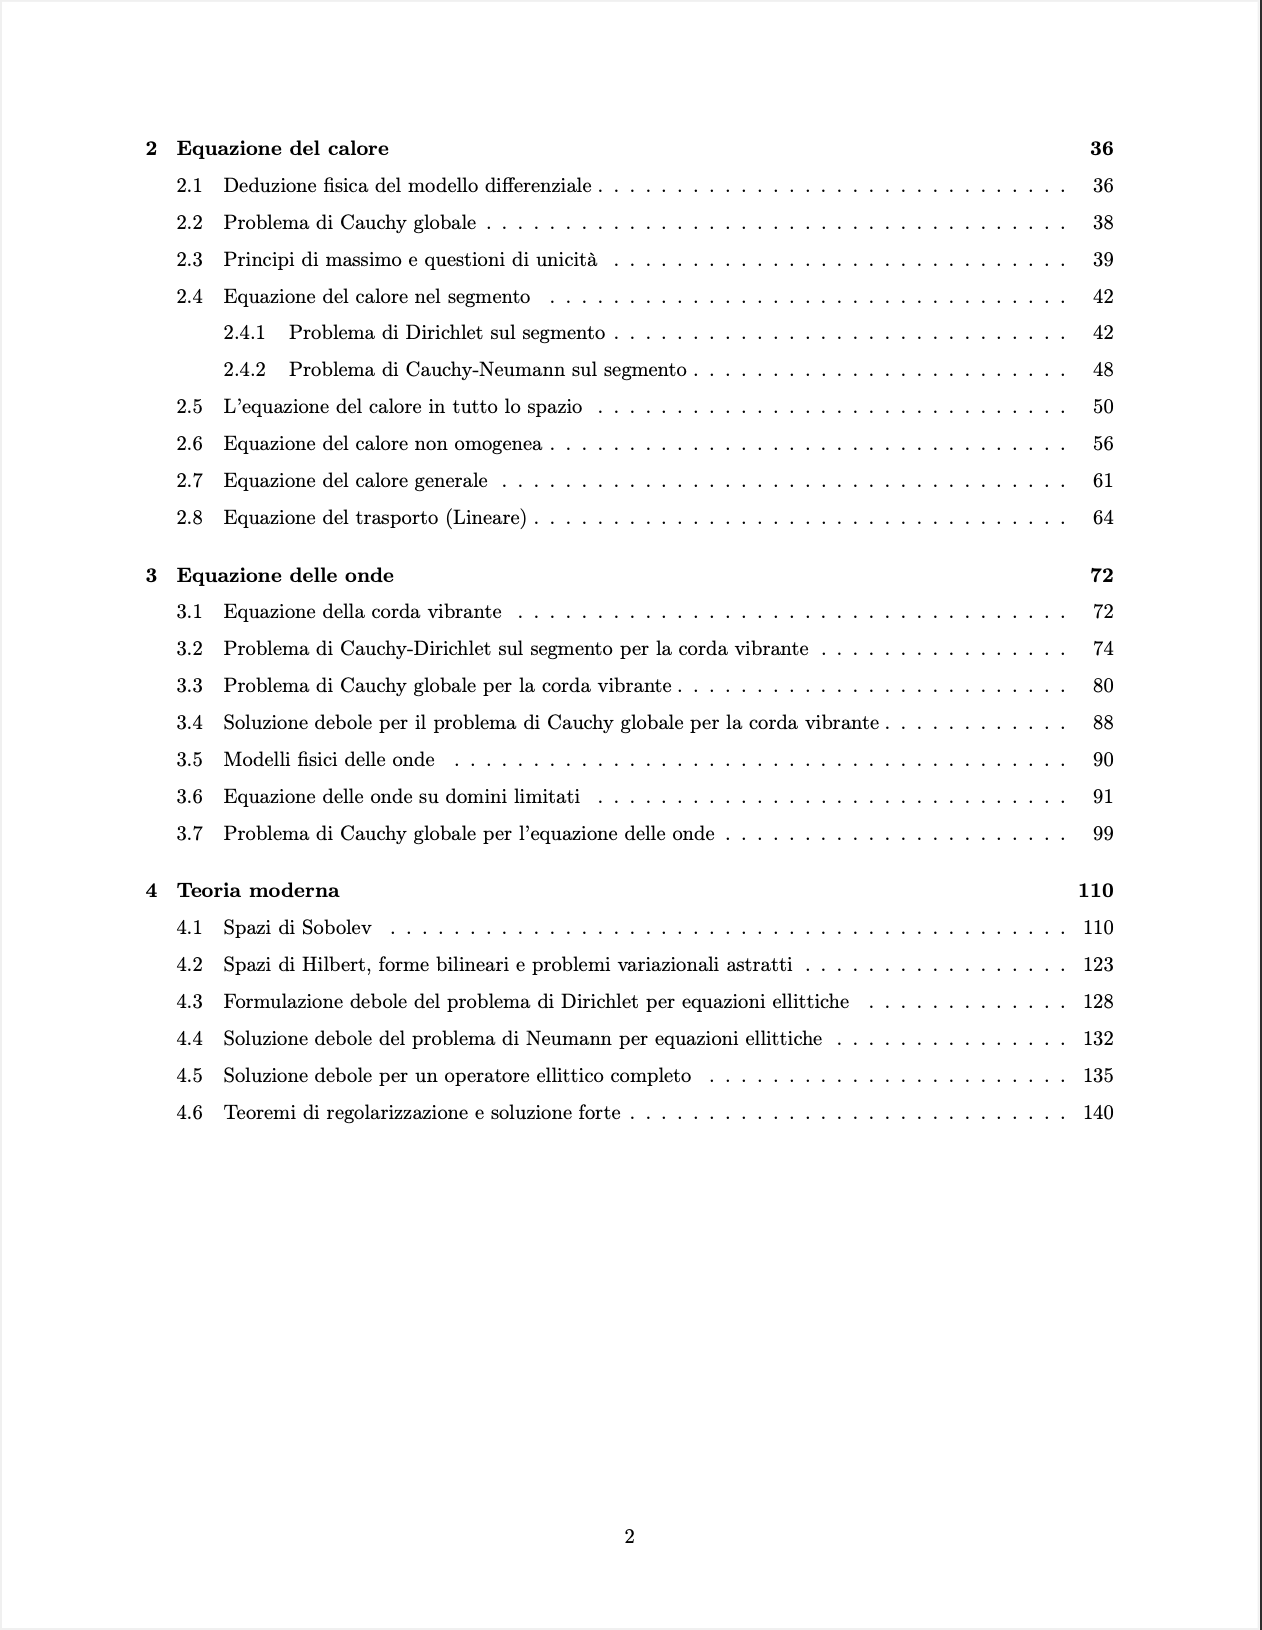 2 Equazione del calore 36
2.1 Deduzione fisica del modello differenziale . . . . . . . . . . . . . . . . . . . . . . . . . . . . . . 36
2.2 Problema di Cauchy globale . . . . . . . . . . . . . . . . . . . . . . . . . . . . . . . . . . . . . 38
2.3 Principi di massimo e questioni di unicità . . . . . . . . . . . . . . . . . . . . . . . . . . . . . 39
2.4 Equazione del calore nel segmento . . . . . . . . . . . . . . . . . . . . . . . . . . . . . . . . . 42
2.4.1 Problema di Dirichlet sul segmento . . . . . . . . . . . . . . . . . . . . . . . . . . . . . 42
2.4.2 Problema di Cauchy-Neumann sul segmento . . . . . . . . . . . . . . . . . . . . . . . . 48
2.5 L'equazione del calore in tutto lo spazio . . . . . . . . . . . . . . . . . . . . . . . . . . . . . . 50
2.6 Equazione del calore non omogenea . . . . . . . . . . . . . . . . . . . . . . . . . . . . . . . . . 56
2.7 Equazione del calore generale . . . . . . . . . . . . . . . . . . . . . . . . . . . . . . . . . . . . 61
2.8 Equazione del trasporto (Lineare) . . . . . . . . . . . . . . . . . . . . . . . . . . . . . . . . . . 64
3 Equazione delle onde 72
3.1 Equazione della corda vibrante . . . . . . . . . . . . . . . . . . . . . . . . . . . . . . . . . . . 72
3.2 Problema di Cauchy-Dirichlet sul segmento per la corda vibrante . . . . . . . . . . . . . . . . 74
3.3 Problema di Cauchy globale per la corda vibrante . . . . . . . . . . . . . . . . . . . . . . . . . 80
3.4 Soluzione debole per il problema di Cauchy globale per la corda vibrante . . . . . . . . . . . . 88
3.5 Modelli fisici delle onde . . . . . . . . . . . . . . . . . . . . . . . . . . . . . . . . . . . . . . . 90
3.6 Equazione delle onde su domini limitati . . . . . . . . . . . . . . . . . . . . . . . . . . . . . . 91
3.7 Problema di Cauchy globale per l'equazione delle onde . . . . . . . . . . . . . . . . . . . . . . 99
4 Teoria moderna 110
4.1 Spazi di Sobolev . . . . . . . . . . . . . . . . . . . . . . . . . . . . . . . . . . . . . . . . . . . 110
4.2 Spazi di Hilbert, forme bilineari e problemi variazionali astratti . . . . . . . . . . . . . . . . . 123
4.3 Formulazione debole del problema di Dirichlet per equazioni ellittiche . . . . . . . . . . . . . 128
4.4 Soluzione debole del problema di Neumann per equazioni ellittiche . . . . . . . . . . . . . . . 132
4.5 Soluzione debole per un operatore ellittico completo . . . . . . . . . . . . . . . . . . . . . . . 135
4.6 Teoremi di regolarizzazione e soluzione forte . . . . . . . . . . . . . . . . . . . . . . . . . . . . 140
2